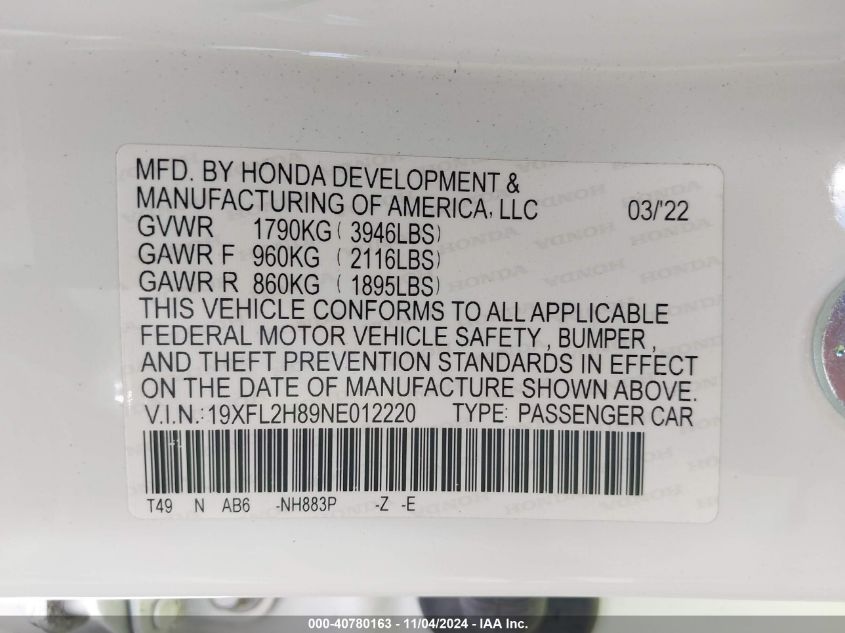 MFD. BY HONDA DEVELOPMENT &
MANUFACTURING OF AMERICA, LLC 03/'22
GVWR 1790KG ( 3946LBS)
GAWR F 960KG ( 2116LBS)
GAWR R 860KG ( 1895LBS)
THIS VEHICLE CONFORMS TO ALL APPLICABLE
FEDERAL MOTOR VEHICLE SAFETY , BUMPER ,
AND THEFT PREVENTION STANDARDS IN EFFECT
ON THE DATE OF MANUFACTURE SHOWN ABOVE.
V.I.N.:19XFL2H89NE012220 TYPE: PASSENGER CAR
T49 N AB6 -NH883P -Z -E
000-40780163 - 11/04/2024 - © IAA Inc.